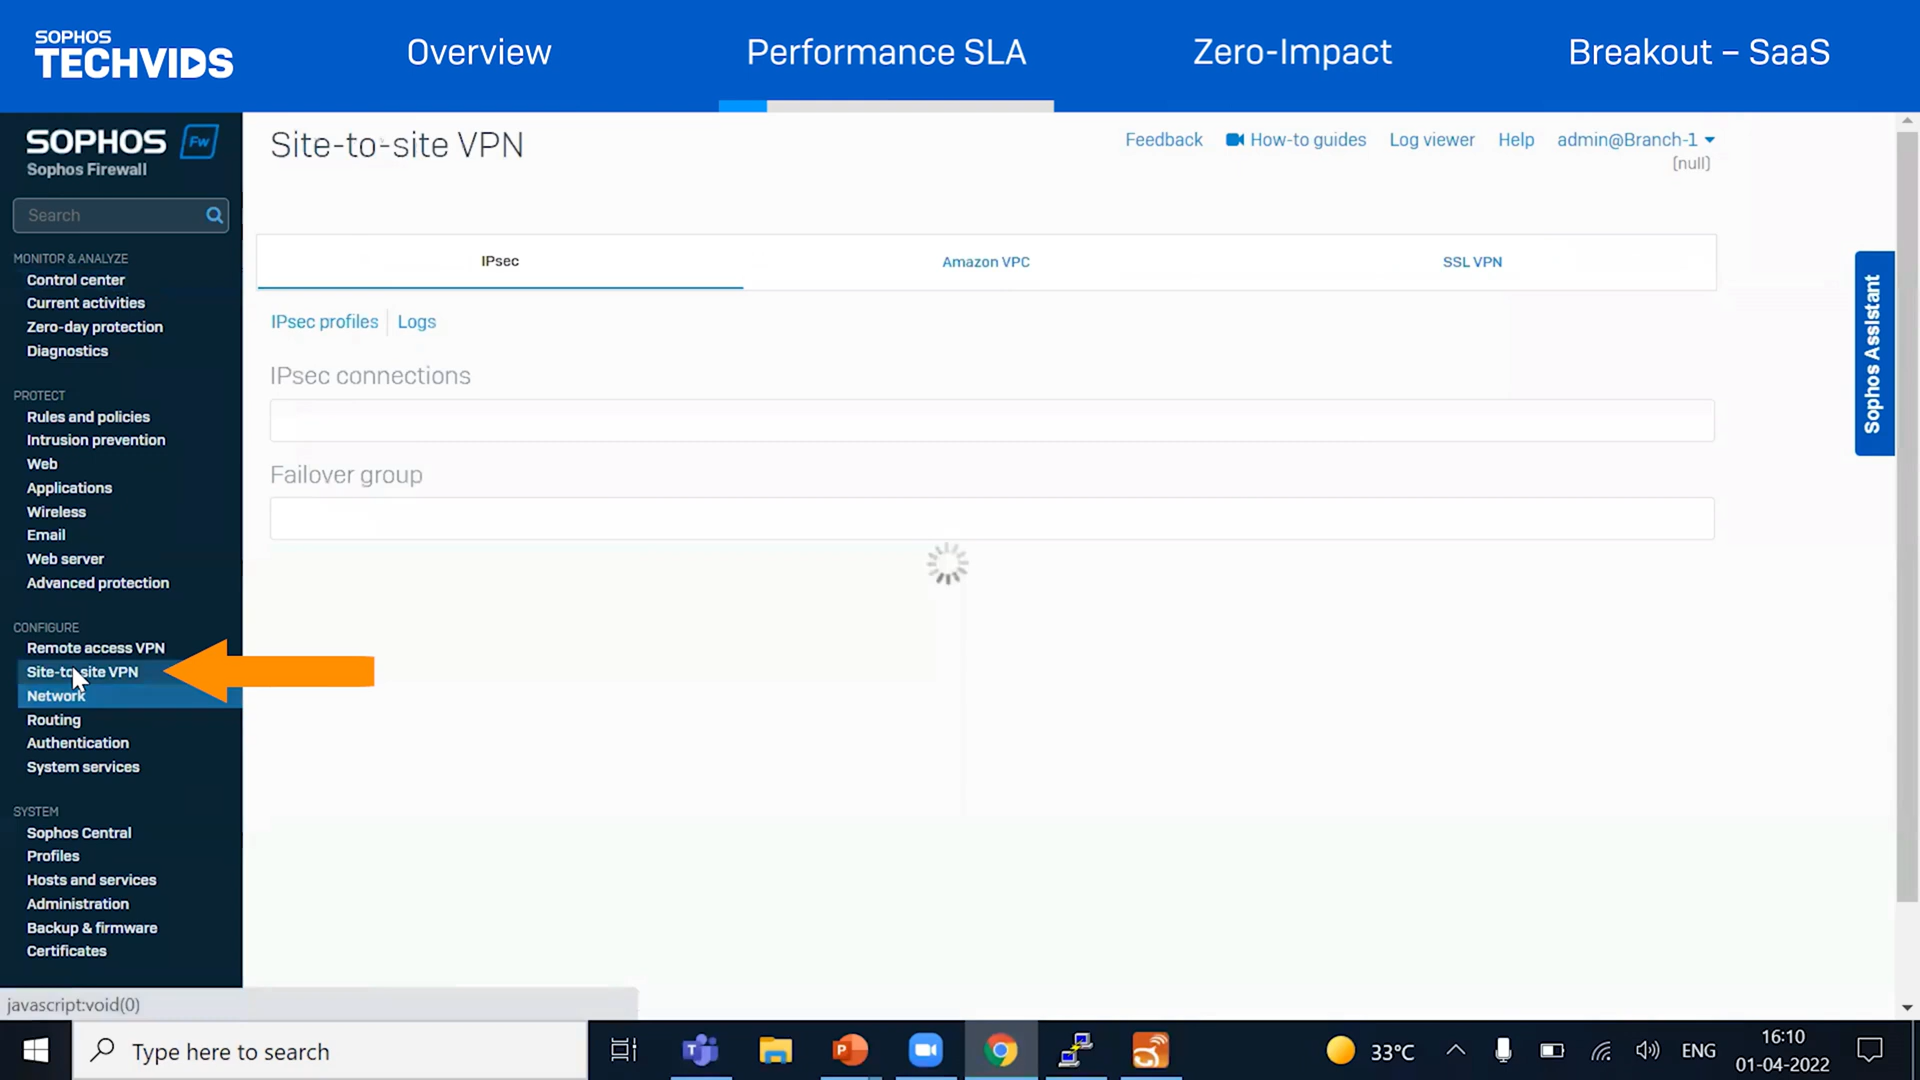 SOPHOS
TECHVIDS
Overview
Performance SLA
Zero-Impact
Breakout – SaaS
SOPHOS Fw
Sophos Firewall
Search
MONITOR & ANALYZE
Control center
Current activities
Zero-day protection
Diagnostics
PROTECT
Rules and policies
Intrusion prevention
Web
Applications
Wireless
Email
Web server
Advanced protection
CONFIGURE
Remote access VPN
Site-to-site VPN
Network
Routing
Authentication
System services
SYSTEM
Sophos Central
Profiles
Hosts and services
Administration
Backup & firmware
Certificates
javascript:void(0)
Site-to-site VPN
Feedback
How-to guides
Log viewer
Help
admin@Branch-1
(null)
IPsec
Amazon VPC
SSL VPN
IPsec profiles
Logs
IPsec connections
Failover group
Sophos Assistant
Type here to search
33°C
ENG
16:10
01-04-2022